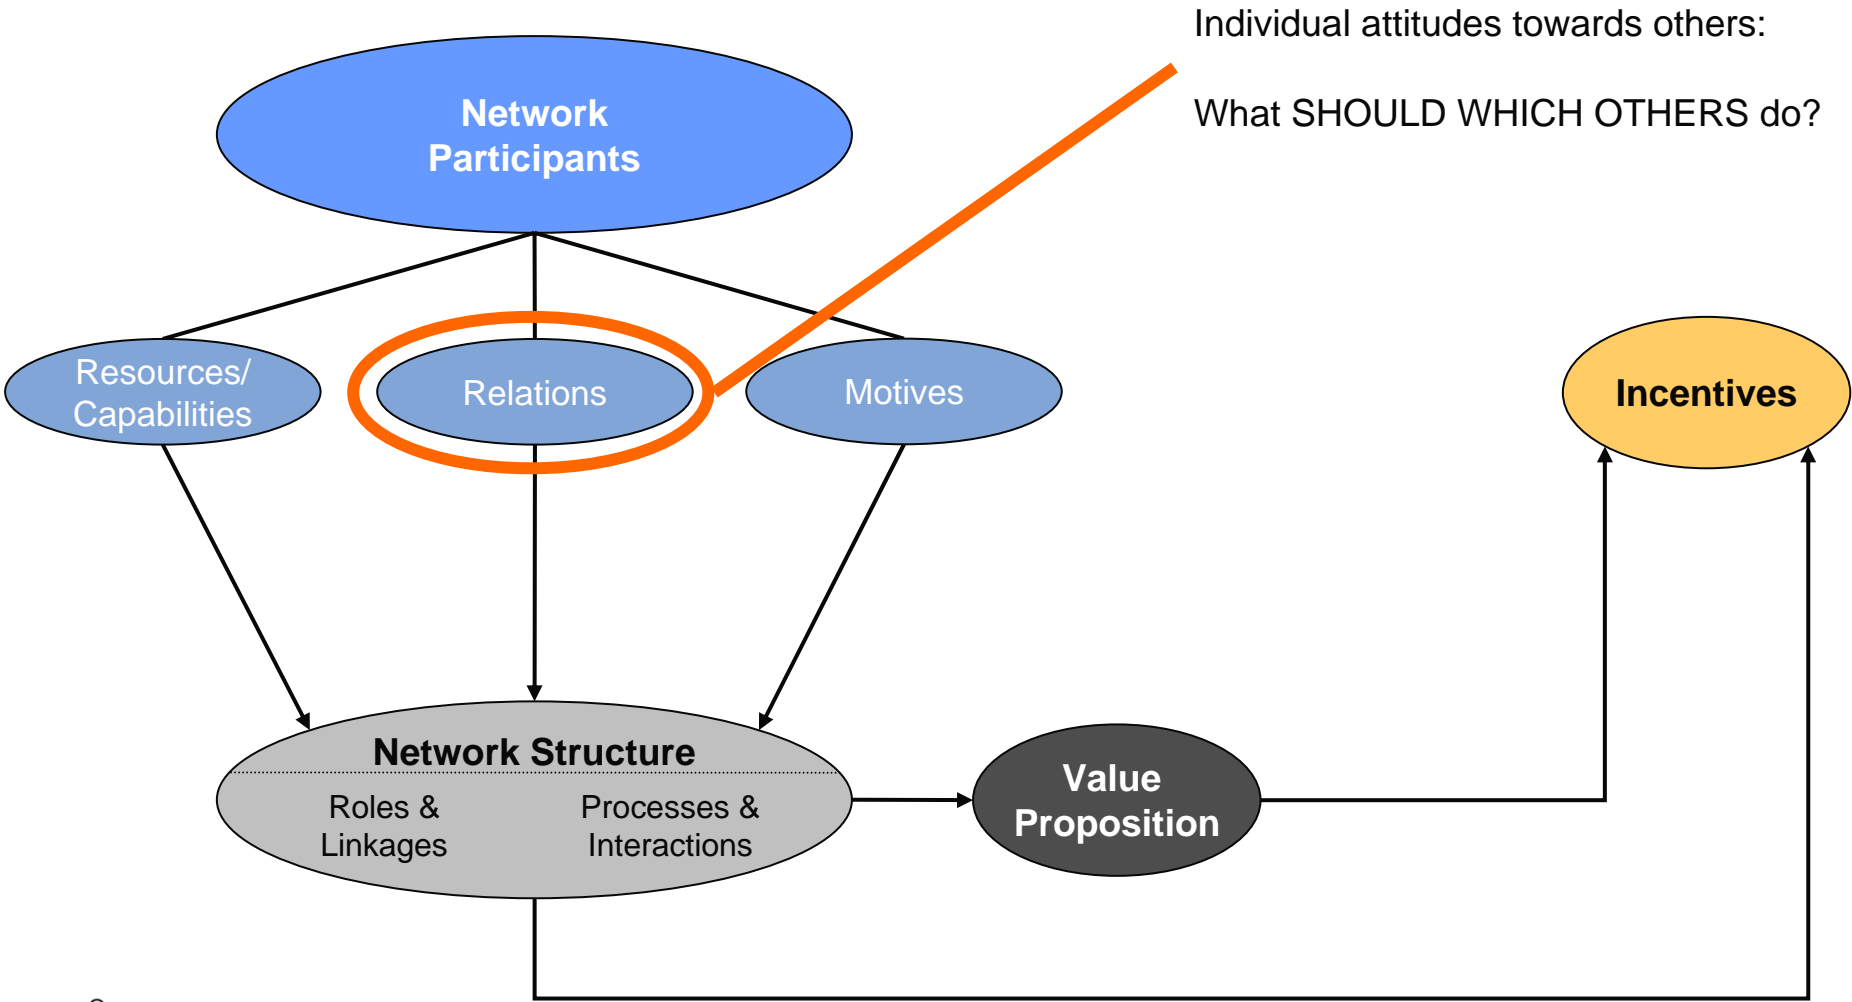 Individual attitudes towards others:
What SHOULD WHICH OTHERS do?
Network
Participants
Resources/
Capabilities
Relations
Motives
Incentives
Network Structure
Roles &
Linkages
Processes &
Interactions
Value
Proposition